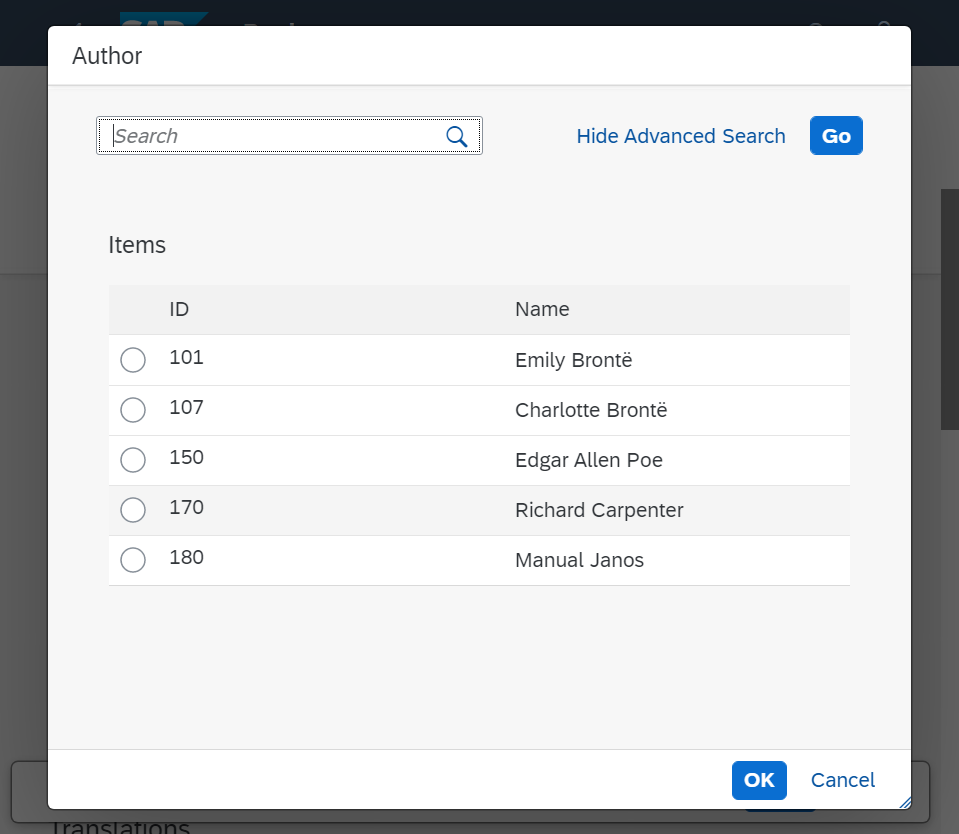 Author
Search
Hide Advanced Search
Go
Items
ID Name
101 Emily Brontë
107 Charlotte Brontë
150 Edgar Allen Poe
170 Richard Carpenter
180 Manual Janos
OK Cancel
Translations